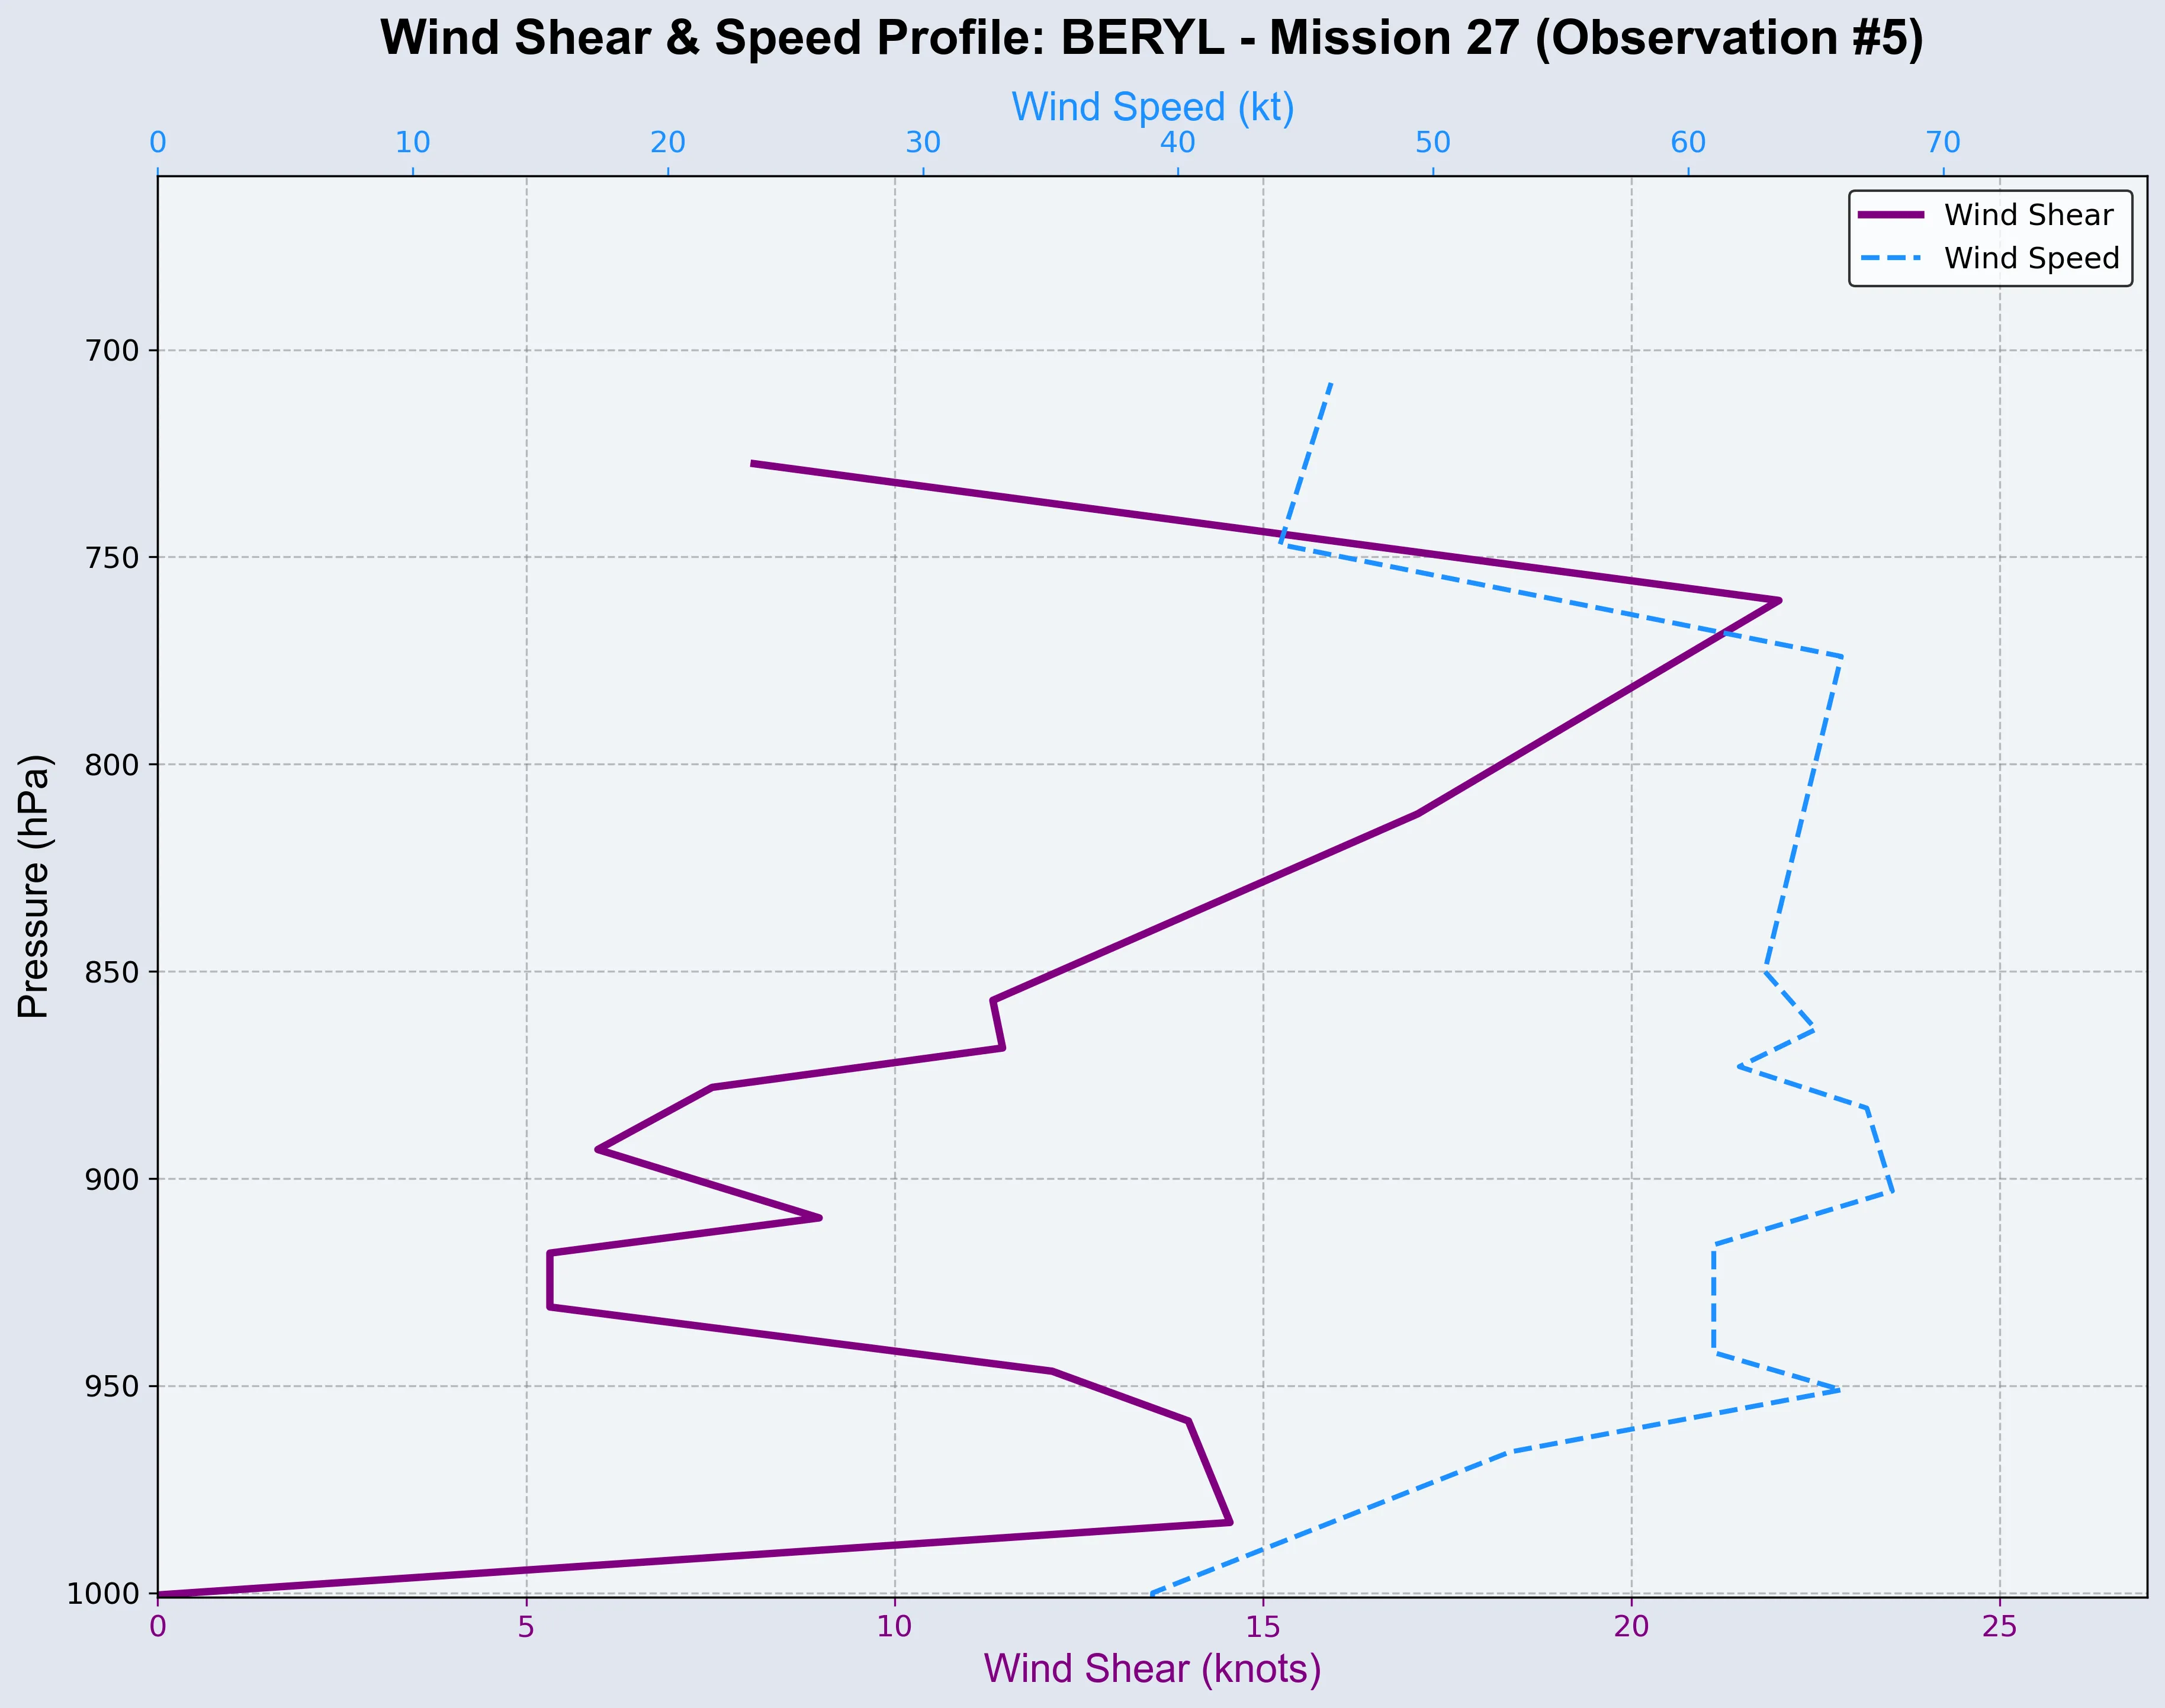 Wind Shear & Speed Profile: BERYL - Mission 27 (Observation #5)
Wind Speed (kt)
0 10 20 30 40 50 60 70
Wind Shear
Wind Speed
700
750
800
850
900
950
1000
Pressure (hPa)
0 5 10 15 20 25
Wind Shear (knots)